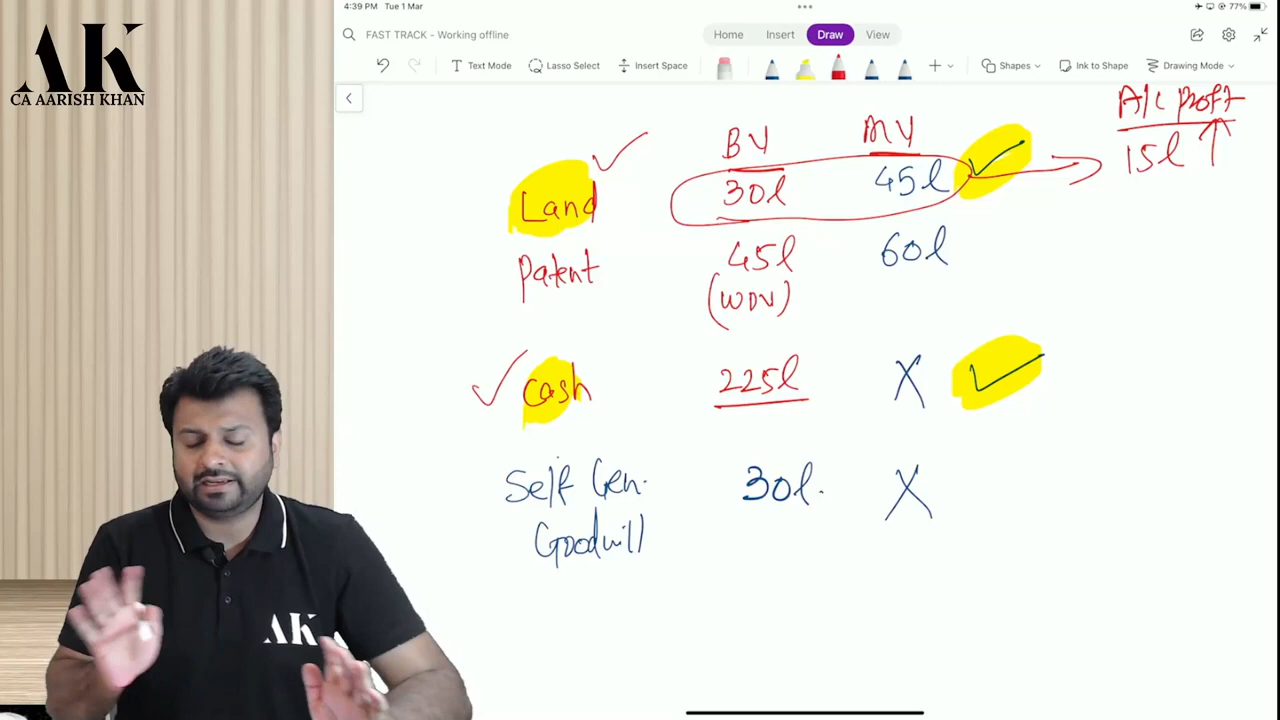 4:39 PM Tue 1 Mar
77%
AK
CA AARISH KHAN
FAST TRACK - Working offline
Home Insert Draw View
Text Mode Lasso Select Insert Space Shapes Ink to Shape Drawing Mode
A/C Profit
15l ↑
BV MV
Land 30l 45l
Patent 45l 60l
(WDV)
Cash 225l X
Self Gen. 30l. X
Goodwill
AK